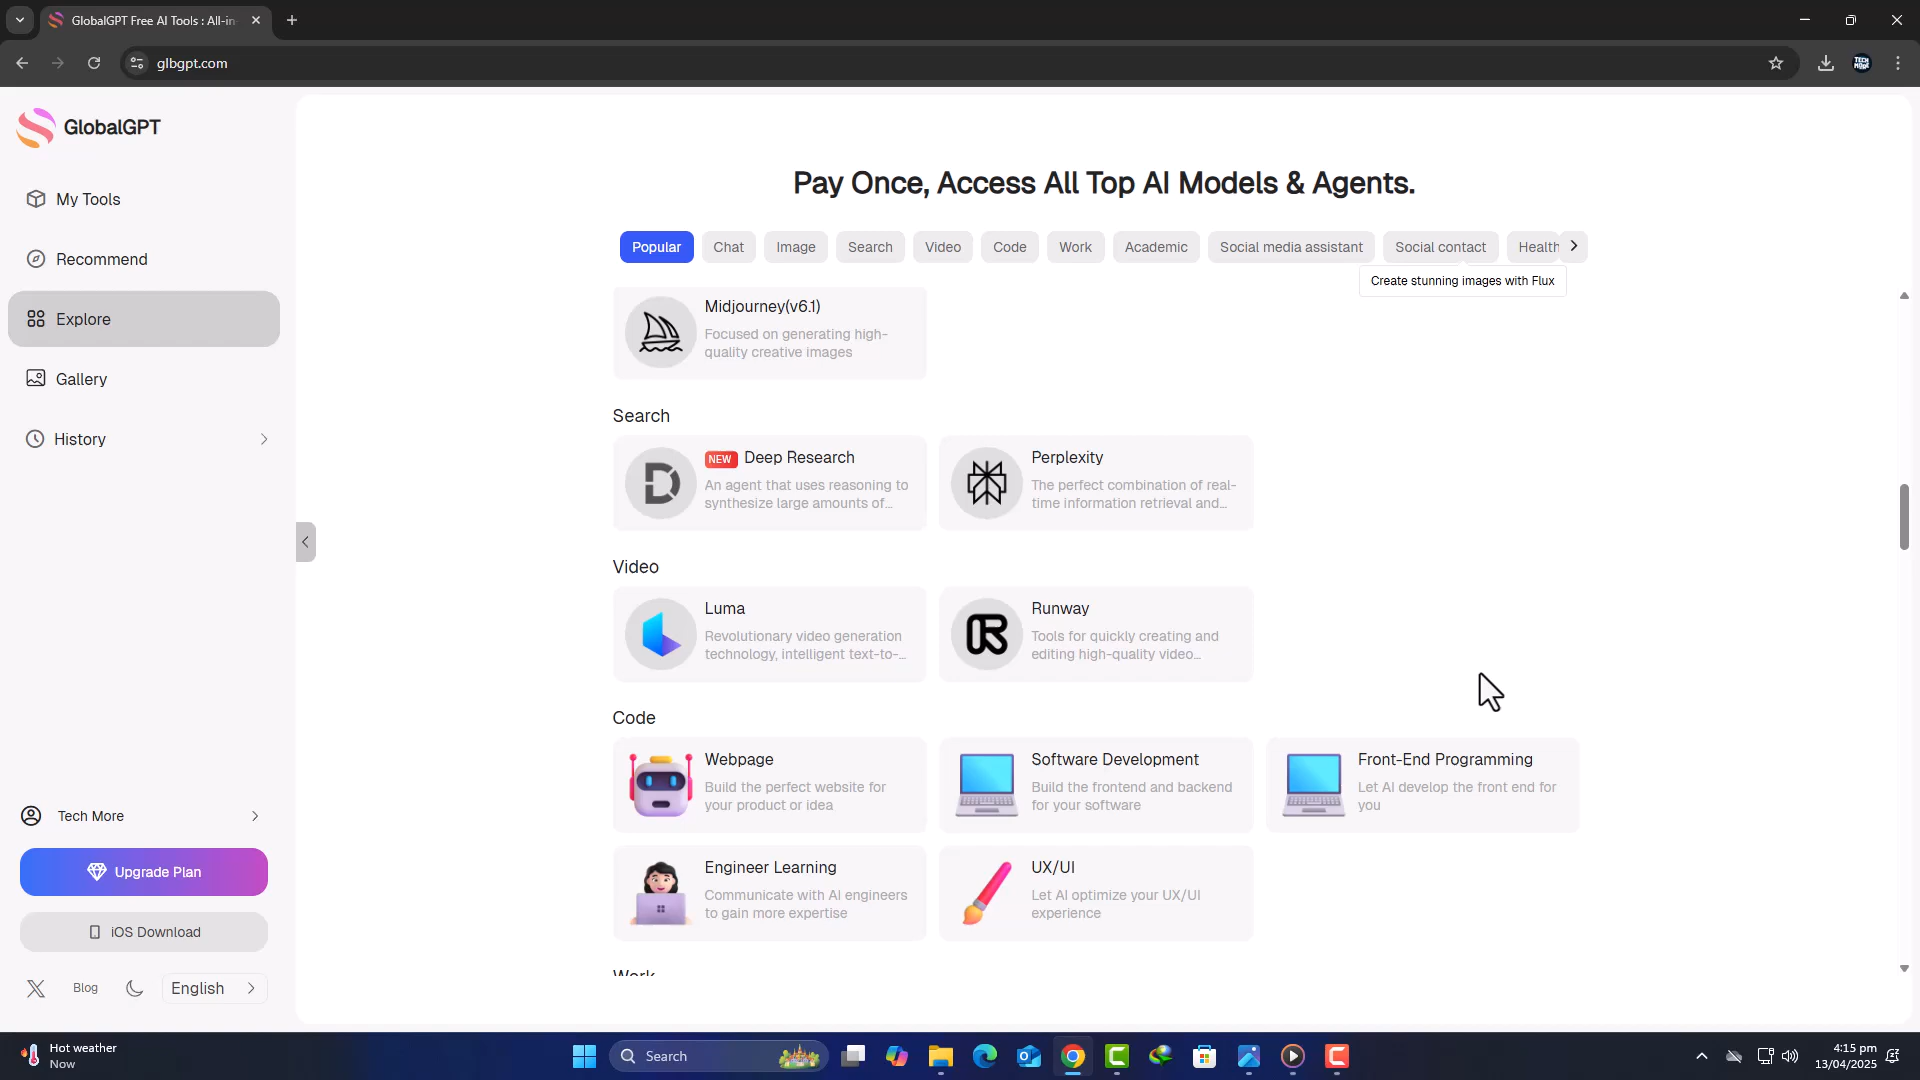 GlobalGPT Free AI Tools : All-in-
glbgpt.com
GlobalGPT
My Tools
Recommend
Explore
Gallery
History
Tech More
Upgrade Plan
iOS Download
Blog
English
Pay Once, Access All Top AI Models & Agents.
Popular
Chat
Image
Search
Video
Code
Work
Academic
Social media assistant
Social contact
Health
Create stunning images with Flux
Midjourney(v6.1)
Focused on generating high-
quality creative images
Search
NEW Deep Research
An agent that uses reasoning to
synthesize large amounts of...
Perplexity
The perfect combination of real-
time information retrieval and...
Video
Luma
Revolutionary video generation
technology, intelligent text-to-...
Runway
Tools for quickly creating and
editing high-quality video...
Code
Webpage
Build the perfect website for
your product or idea
Software Development
Build the frontend and backend
for your software
Front-End Programming
Let AI develop the front end for
you
Engineer Learning
Communicate with AI engineers
to gain more expertise
UX/UI
Let AI optimize your UX/UI
experience
Work
Hot weather
Now
Search
4:15 pm
13/04/2025